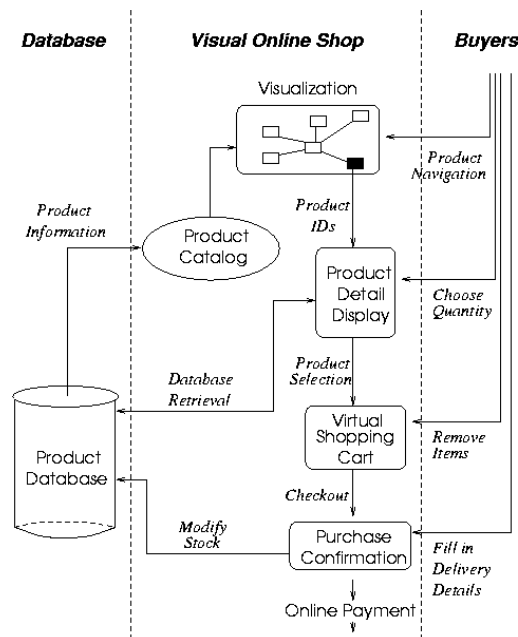 Database
Visual Online Shop
Buyers
Visualization
Product
Navigation
Product
Information
Product
IDs
Product
Catalog
Product
Detail
Display
Choose
Quantity
Database
Retrieval
Product
Selection
Virtual
Shopping
Cart
Remove
Items
Product
Database
Checkout
Modify
Stock
Purchase
Confirmation
Fill in
Delivery
Details
Online Payment